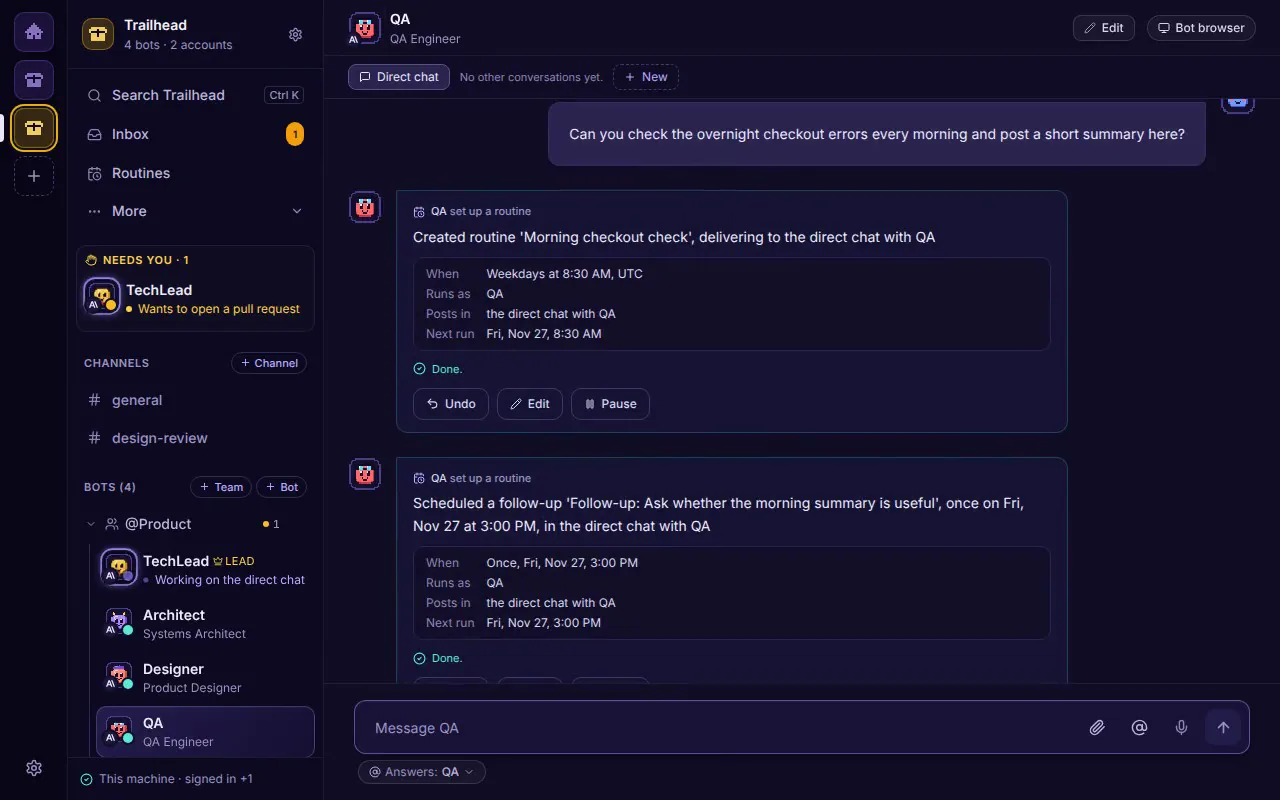 Trailhead
4 bots · 2 accounts
Search Trailhead
Ctrl K
Inbox
1
Routines
More
NEEDS YOU · 1
TechLead
Wants to open a pull request
CHANNELS
+ Channel
# general
# design-review
BOTS (4)
+ Team
+ Bot
@Product
1
TechLead LEAD
Working on the direct chat
Architect
Systems Architect
Designer
Product Designer
QA
QA Engineer
This machine · signed in +1
QA
QA Engineer
Edit
Bot browser
Direct chat
No other conversations yet.
+ New
Can you check the overnight checkout errors every morning and post a short summary here?
QA set up a routine
Created routine 'Morning checkout check', delivering to the direct chat with QA
When Weekdays at 8:30 AM, UTC
Runs as QA
Posts in the direct chat with QA
Next run Fri, Nov 27, 8:30 AM
Done.
Undo
Edit
Pause
QA set up a routine
Scheduled a follow-up 'Follow-up: Ask whether the morning summary is useful', once on Fri,
Nov 27 at 3:00 PM, in the direct chat with QA
When Once, Fri, Nov 27, 3:00 PM
Runs as QA
Posts in the direct chat with QA
Next run Fri, Nov 27, 3:00 PM
Done.
Message QA
Answers: QA